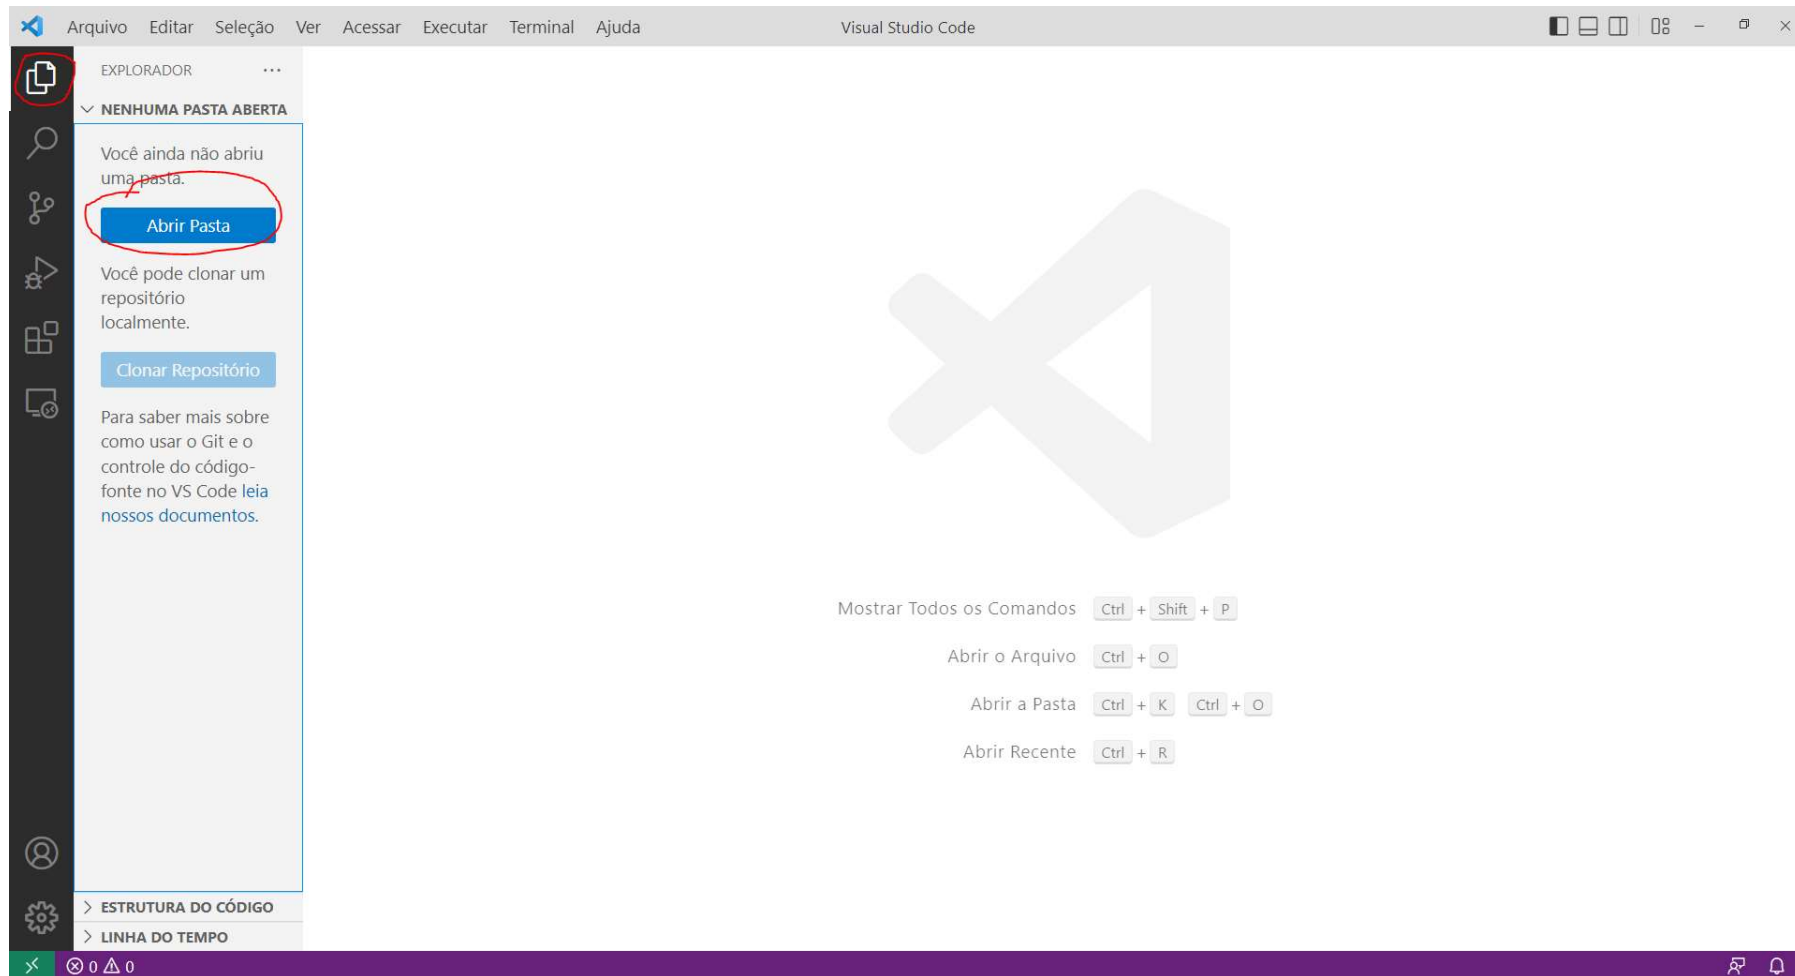 Arquivo Editar Seleção Ver Acessar Executar Terminal Ajuda Visual Studio Code
EXPLORADOR
NENHUMA PASTA ABERTA
Você ainda não abriu
uma pasta.
Abrir Pasta
Você pode clonar um
repositório
localmente.
Clonar Repositório
Para saber mais sobre
como usar o Git e o
controle do código-
fonte no VS Code leia
nossos documentos.
Mostrar Todos os Comandos Ctrl + Shift + P
Abrir o Arquivo Ctrl + O
Abrir a Pasta Ctrl + K Ctrl + O
Abrir Recente Ctrl + R
ESTRUTURA DO CÓDIGO
LINHA DO TEMPO
0 0